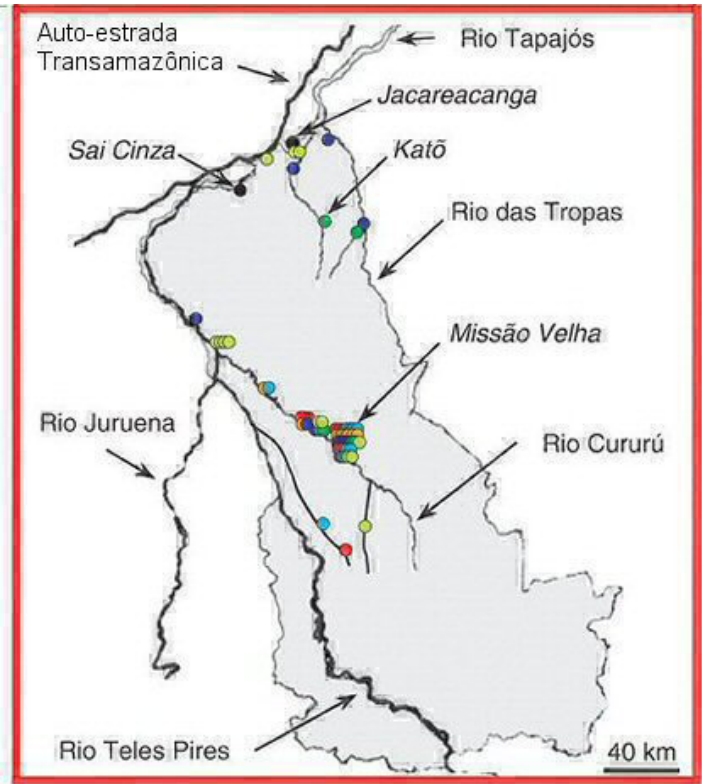 Auto-estrada
Transamazônica
Rio Tapajós
Jacareacanga
Sai Cinza
Katõ
Rio das Tropas
Missão Velha
Rio Juruena
Rio Cururú
Rio Teles Pires
40 km